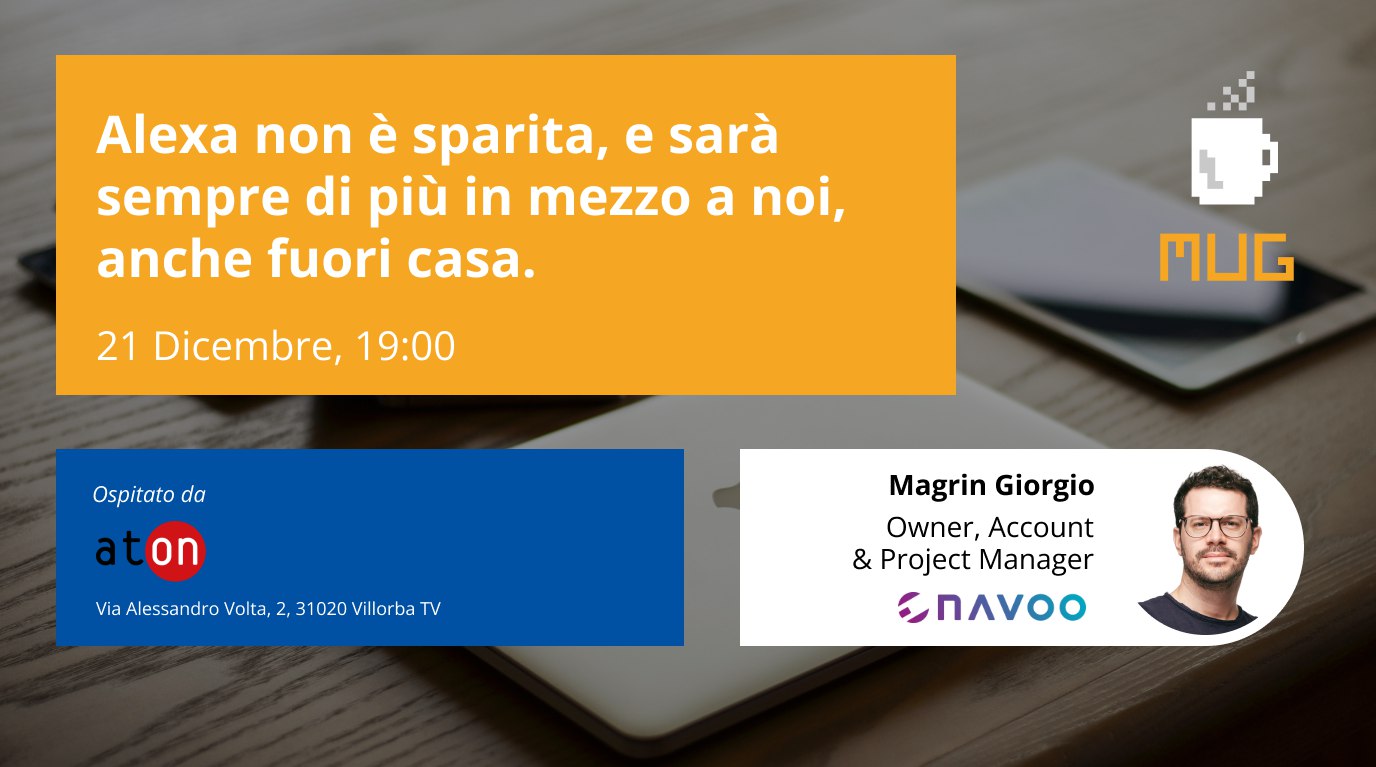 Alexa non è sparita, e sarà
sempre di più in mezzo a noi,
anche fuori casa.
21 Dicembre, 19:00
MUG
Ospitato da
aton
Via Alessandro Volta, 2, 31020 Villorba TV
Magrin Giorgio
Owner, Account
& Project Manager
NAVOO